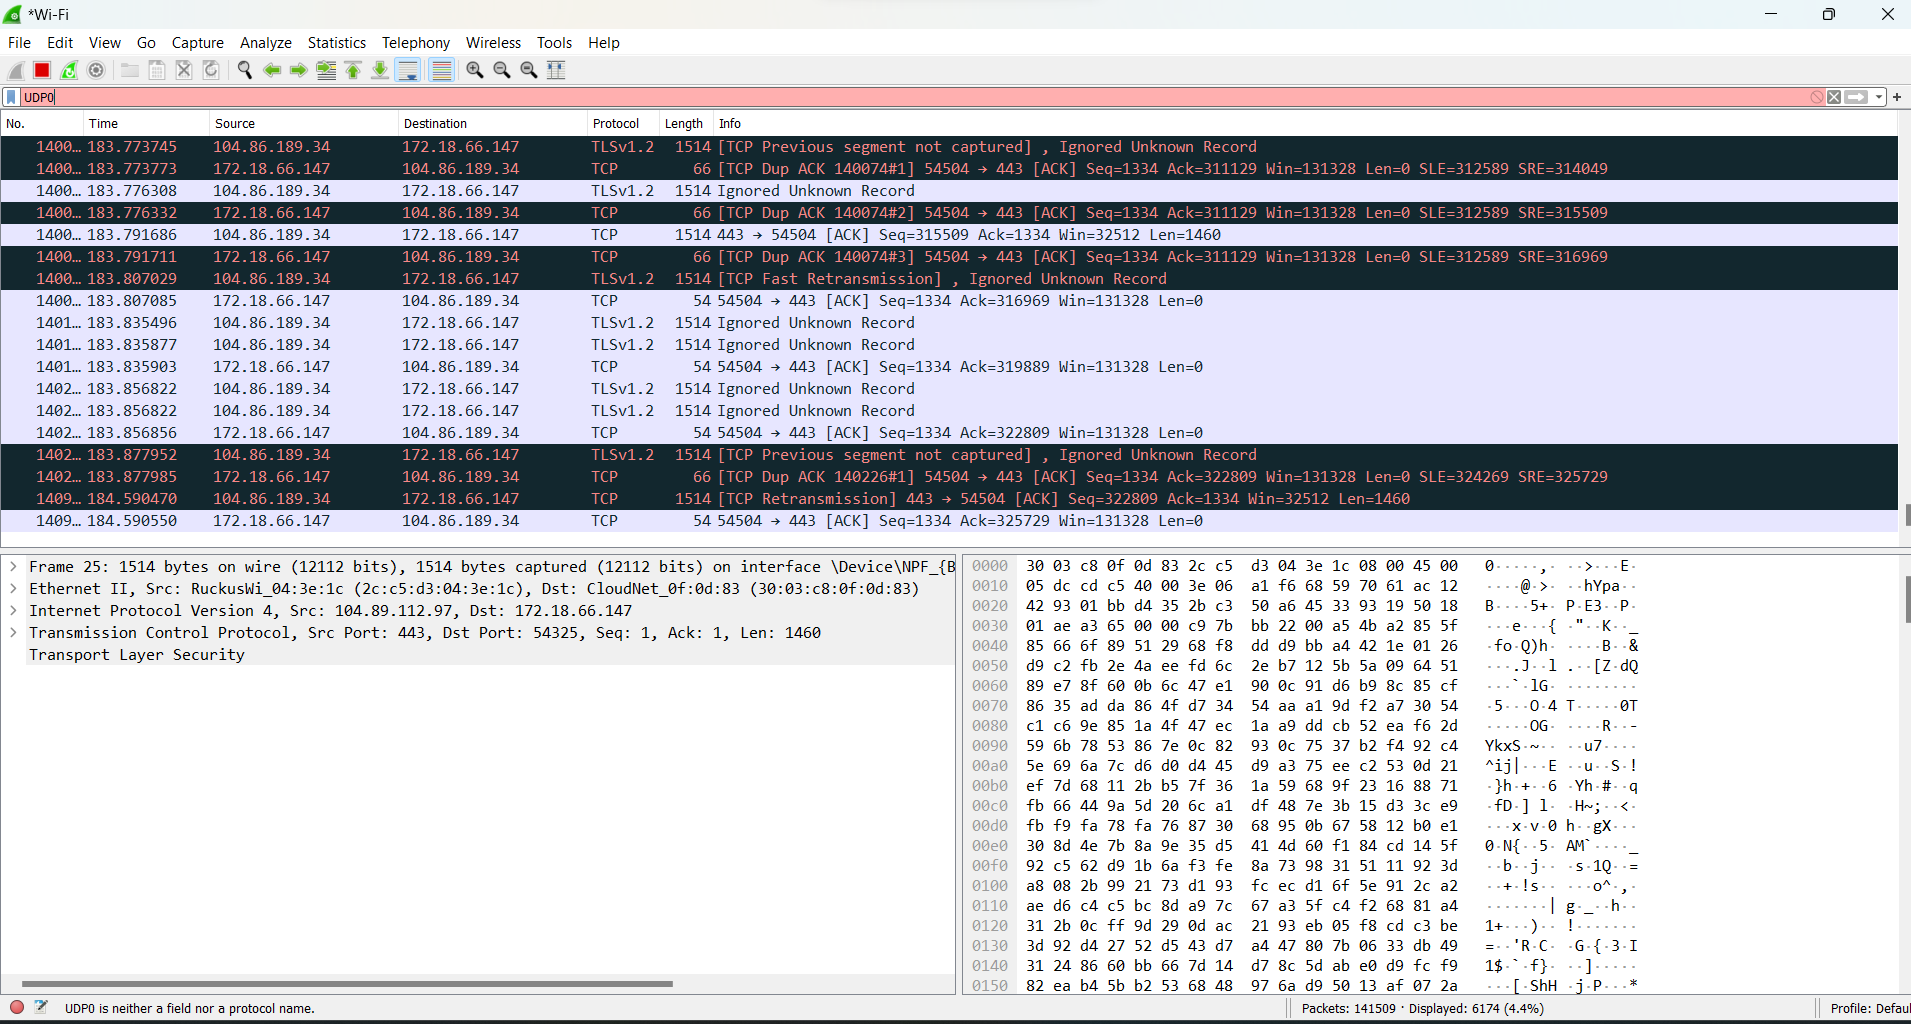 *Wi-Fi
File Edit View Go Capture Analyze Statistics Telephony Wireless Tools Help
UDP0
No. Time Source Destination Protocol Length Info
1400… 183.773745 104.86.189.34 172.18.66.147 TLSv1.2 1514 [TCP Previous segment not captured] , Ignored Unknown Record
1400… 183.773773 172.18.66.147 104.86.189.34 TCP 66 [TCP Dup ACK 140074#1] 54504 → 443 [ACK] Seq=1334 Ack=311129 Win=131328 Len=0 SLE=312589 SRE=314049
1400… 183.776308 104.86.189.34 172.18.66.147 TLSv1.2 1514 Ignored Unknown Record
1400… 183.776332 172.18.66.147 104.86.189.34 TCP 66 [TCP Dup ACK 140074#2] 54504 → 443 [ACK] Seq=1334 Ack=311129 Win=131328 Len=0 SLE=312589 SRE=315509
1400… 183.791686 104.86.189.34 172.18.66.147 TCP 1514 443 → 54504 [ACK] Seq=315509 Ack=1334 Win=32512 Len=1460
1400… 183.791711 172.18.66.147 104.86.189.34 TCP 66 [TCP Dup ACK 140074#3] 54504 → 443 [ACK] Seq=1334 Ack=311129 Win=131328 Len=0 SLE=312589 SRE=316969
1400… 183.807029 104.86.189.34 172.18.66.147 TLSv1.2 1514 [TCP Fast Retransmission] , Ignored Unknown Record
1400… 183.807085 172.18.66.147 104.86.189.34 TCP 54 54504 → 443 [ACK] Seq=1334 Ack=316969 Win=131328 Len=0
1401… 183.835496 104.86.189.34 172.18.66.147 TLSv1.2 1514 Ignored Unknown Record
1401… 183.835877 104.86.189.34 172.18.66.147 TLSv1.2 1514 Ignored Unknown Record
1401… 183.835903 172.18.66.147 104.86.189.34 TCP 54 54504 → 443 [ACK] Seq=1334 Ack=319889 Win=131328 Len=0
1402… 183.856822 104.86.189.34 172.18.66.147 TLSv1.2 1514 Ignored Unknown Record
1402… 183.856822 104.86.189.34 172.18.66.147 TLSv1.2 1514 Ignored Unknown Record
1402… 183.856856 172.18.66.147 104.86.189.34 TCP 54 54504 → 443 [ACK] Seq=1334 Ack=322809 Win=131328 Len=0
1402… 183.877952 104.86.189.34 172.18.66.147 TLSv1.2 1514 [TCP Previous segment not captured] , Ignored Unknown Record
1402… 183.877985 172.18.66.147 104.86.189.34 TCP 66 [TCP Dup ACK 140226#1] 54504 → 443 [ACK] Seq=1334 Ack=322809 Win=131328 Len=0 SLE=324269 SRE=325729
1409… 184.590470 104.86.189.34 172.18.66.147 TCP 1514 [TCP Retransmission] 443 → 54504 [ACK] Seq=322809 Ack=1334 Win=32512 Len=1460
1409… 184.590550 172.18.66.147 104.86.189.34 TCP 54 54504 → 443 [ACK] Seq=1334 Ack=325729 Win=131328 Len=0
Frame 25: 1514 bytes on wire (12112 bits), 1514 bytes captured (12112 bits) on interface \Device\NPF_{B
Ethernet II, Src: RuckusWi_04:3e:1c (2c:c5:d3:04:3e:1c), Dst: CloudNet_0f:0d:83 (30:03:c8:0f:0d:83)
Internet Protocol Version 4, Src: 104.89.112.97, Dst: 172.18.66.147
Transmission Control Protocol, Src Port: 443, Dst Port: 54325, Seq: 1, Ack: 1, Len: 1460
Transport Layer Security
0000 30 03 c8 0f 0d 83 2c c5 d3 04 3e 1c 08 00 45 00 0·····,· ··>···E·
0010 05 dc cd c5 40 00 3e 06 a1 f6 68 59 70 61 ac 12 ····@·>· ··hYpa··
0020 42 93 01 bb d4 35 2b c3 50 a6 45 33 93 19 50 18 B····5+· P·E3··P·
0030 01 ae a3 65 00 00 c9 7b bb 22 00 a5 4b a2 85 5f ···e···{ ·"··K··_
0040 85 66 6f 89 51 29 68 f8 dd d9 bb a4 42 1e 01 26 ·fo·Q)h· ····B··&
0050 d9 c2 fb 2e 4a ee fd 6c 2e b7 12 5b 5a 09 64 51 ···.J··l .··[Z·dQ
0060 89 e7 8f 60 0b 6c 47 e1 90 0c 91 d6 b9 8c 85 cf ···`·lG· ········
0070 86 35 ad da 86 4f d7 34 54 aa a1 9d f2 a7 30 54 ·5···O·4 T·····0T
0080 c1 c6 9e 85 1a 4f 47 ec 1a a9 dd cb 52 ea f6 2d ·····OG· ····R··-
0090 59 6b 78 53 86 7e 0c 82 93 0c 75 37 b2 f4 92 c4 YkxS·~·· ··u7····
00a0 5e 69 6a 7c d6 d0 d4 45 d9 a3 75 ee c2 53 0d 21 ^ij|···E ··u··S·!
00b0 ef 7d 68 11 2b b5 7f 36 1a 59 68 9f 23 16 88 71 ·}h·+··6 ·Yh·#··q
00c0 fb 66 44 9a 5d 20 6c a1 df 48 7e 3b 15 d3 3c e9 ·fD·] l· ·H~;··<·
00d0 fb f9 fa 78 fa 76 87 30 68 95 0b 67 58 12 b0 e1 ···x·v·0 h··gX···
00e0 30 8d 4e 7b 8a 9e 35 d5 41 4d 60 f1 84 cd 14 5f 0·N{··5· AM`····_
00f0 92 c5 62 d9 1b 6a f3 fe 8a 73 98 31 51 11 92 3d ··b··j·· ·s·1Q··=
0100 a8 08 2b 99 21 73 d1 93 fc ec d1 6f 5e 91 2c a2 ··+·!s·· ···o^·,·
0110 ae d6 c4 c5 bc 8d a9 7c 67 a3 5f c4 f2 68 81 a4 ·······| g·_··h··
0120 31 2b 0c ff 9d 29 0d ac 21 93 eb 05 f8 cd c3 be 1+···)·· !·······
0130 3d 92 d4 27 52 d5 43 d7 a4 47 80 7b 06 33 db 49 =··'R·C· ·G·{·3·I
0140 31 24 86 60 bb 66 7d 14 d7 8c 5d ab e0 d9 fc f9 1$·`·f}· ··]·····
0150 82 ea b4 5b b2 53 68 48 97 6a d9 50 13 af 07 2a ···[·ShH ·j·P···*
UDP0 is neither a field nor a protocol name. Packets: 141509 · Displayed: 6174 (4.4%) Profile: Defau